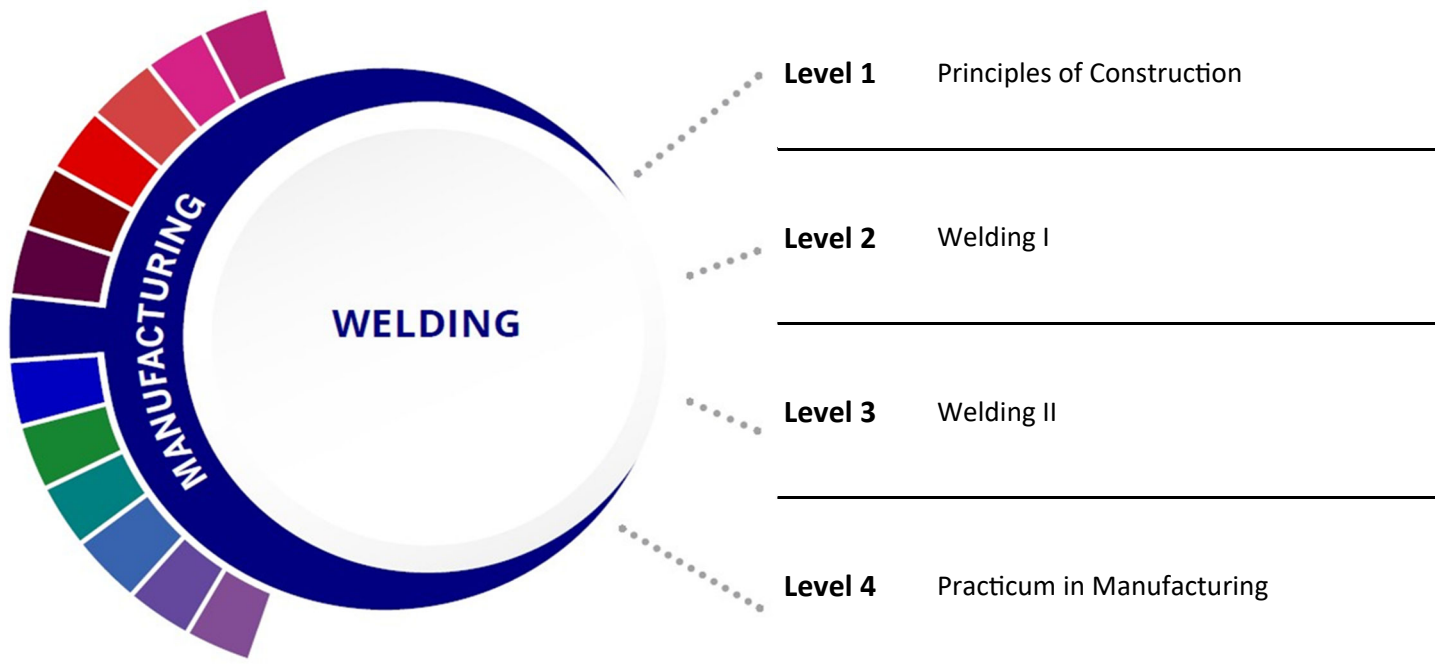 MANUFACTURING
WELDING
Level 1 Principles of Construction
Level 2 Welding I
Level 3 Welding II
Level 4 Practicum in Manufacturing